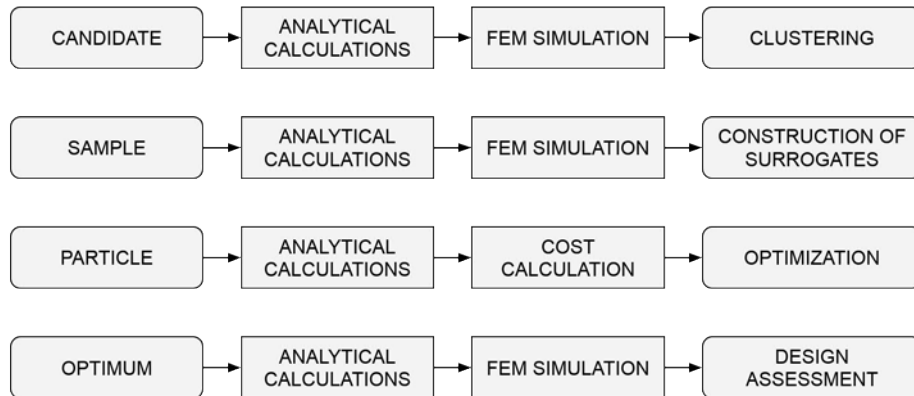 CANDIDATE
ANALYTICAL
CALCULATIONS
FEM SIMULATION
CLUSTERING
SAMPLE
ANALYTICAL
CALCULATIONS
FEM SIMULATION
CONSTRUCTION OF
SURROGATES
PARTICLE
ANALYTICAL
CALCULATIONS
COST
CALCULATION
OPTIMIZATION
OPTIMUM
ANALYTICAL
CALCULATIONS
FEM SIMULATION
DESIGN
ASSESSMENT